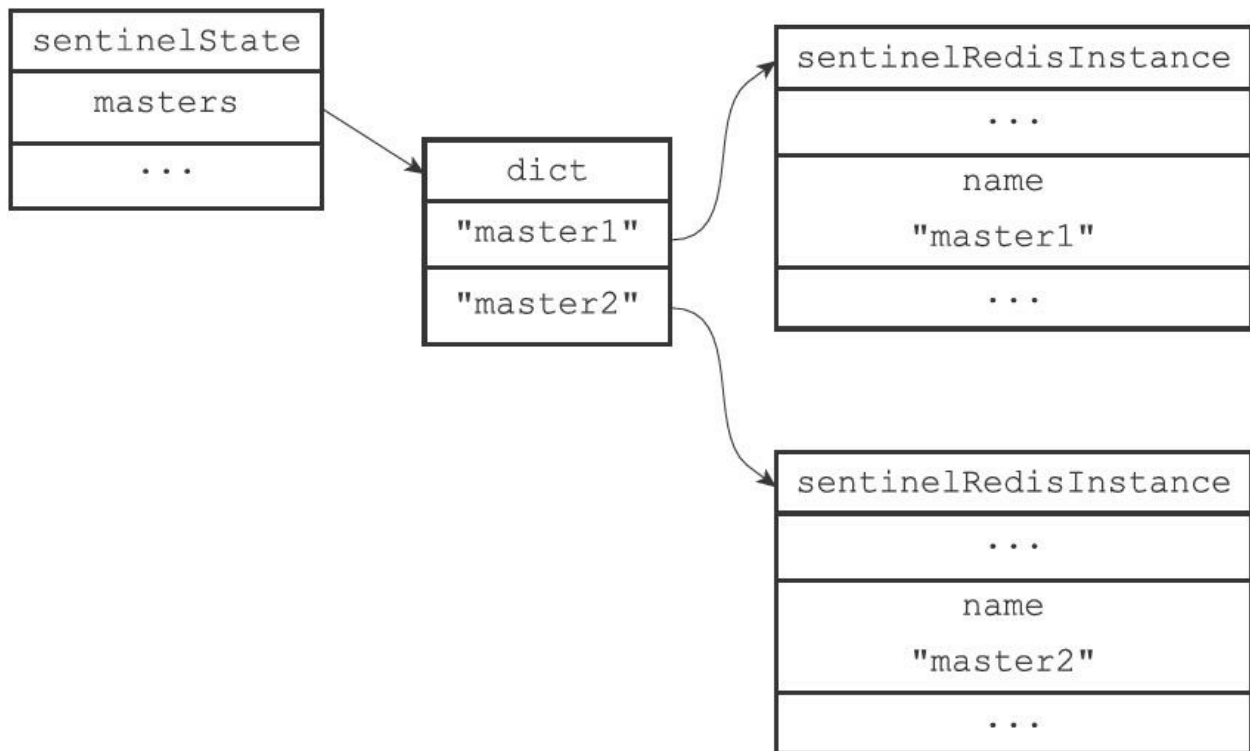 sentinelState
masters
...
dict
"master1"
"master2"
sentinelRedisInstance
...
name
"master1"
...
sentinelRedisInstance
...
name
"master2"
...